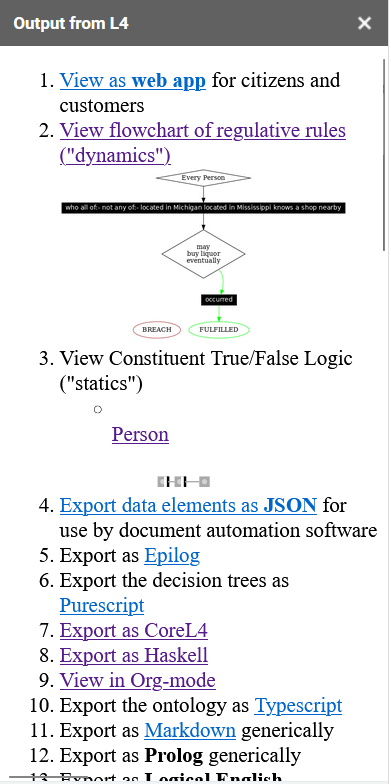 Output from L4
1. View as web app for citizens and
customers
2. View flowchart of regulative rules
("dynamics")
Every Person
who all of:- not any of:- located in Michigan located in Mississippi knows a shop nearby
may
buy liquor
eventually
occurred
BREACH
FULFILLED
3. View Constituent True/False Logic
("statics")
Person
4. Export data elements as JSON for
use by document automation software
5. Export as Epilog
6. Export the decision trees as
Purescript
7. Export as CoreL4
8. Export as Haskell
9. View in Org-mode
10. Export the ontology as Typescript
11. Export as Markdown generically
12. Export as Prolog generically
13. Export as Logical English